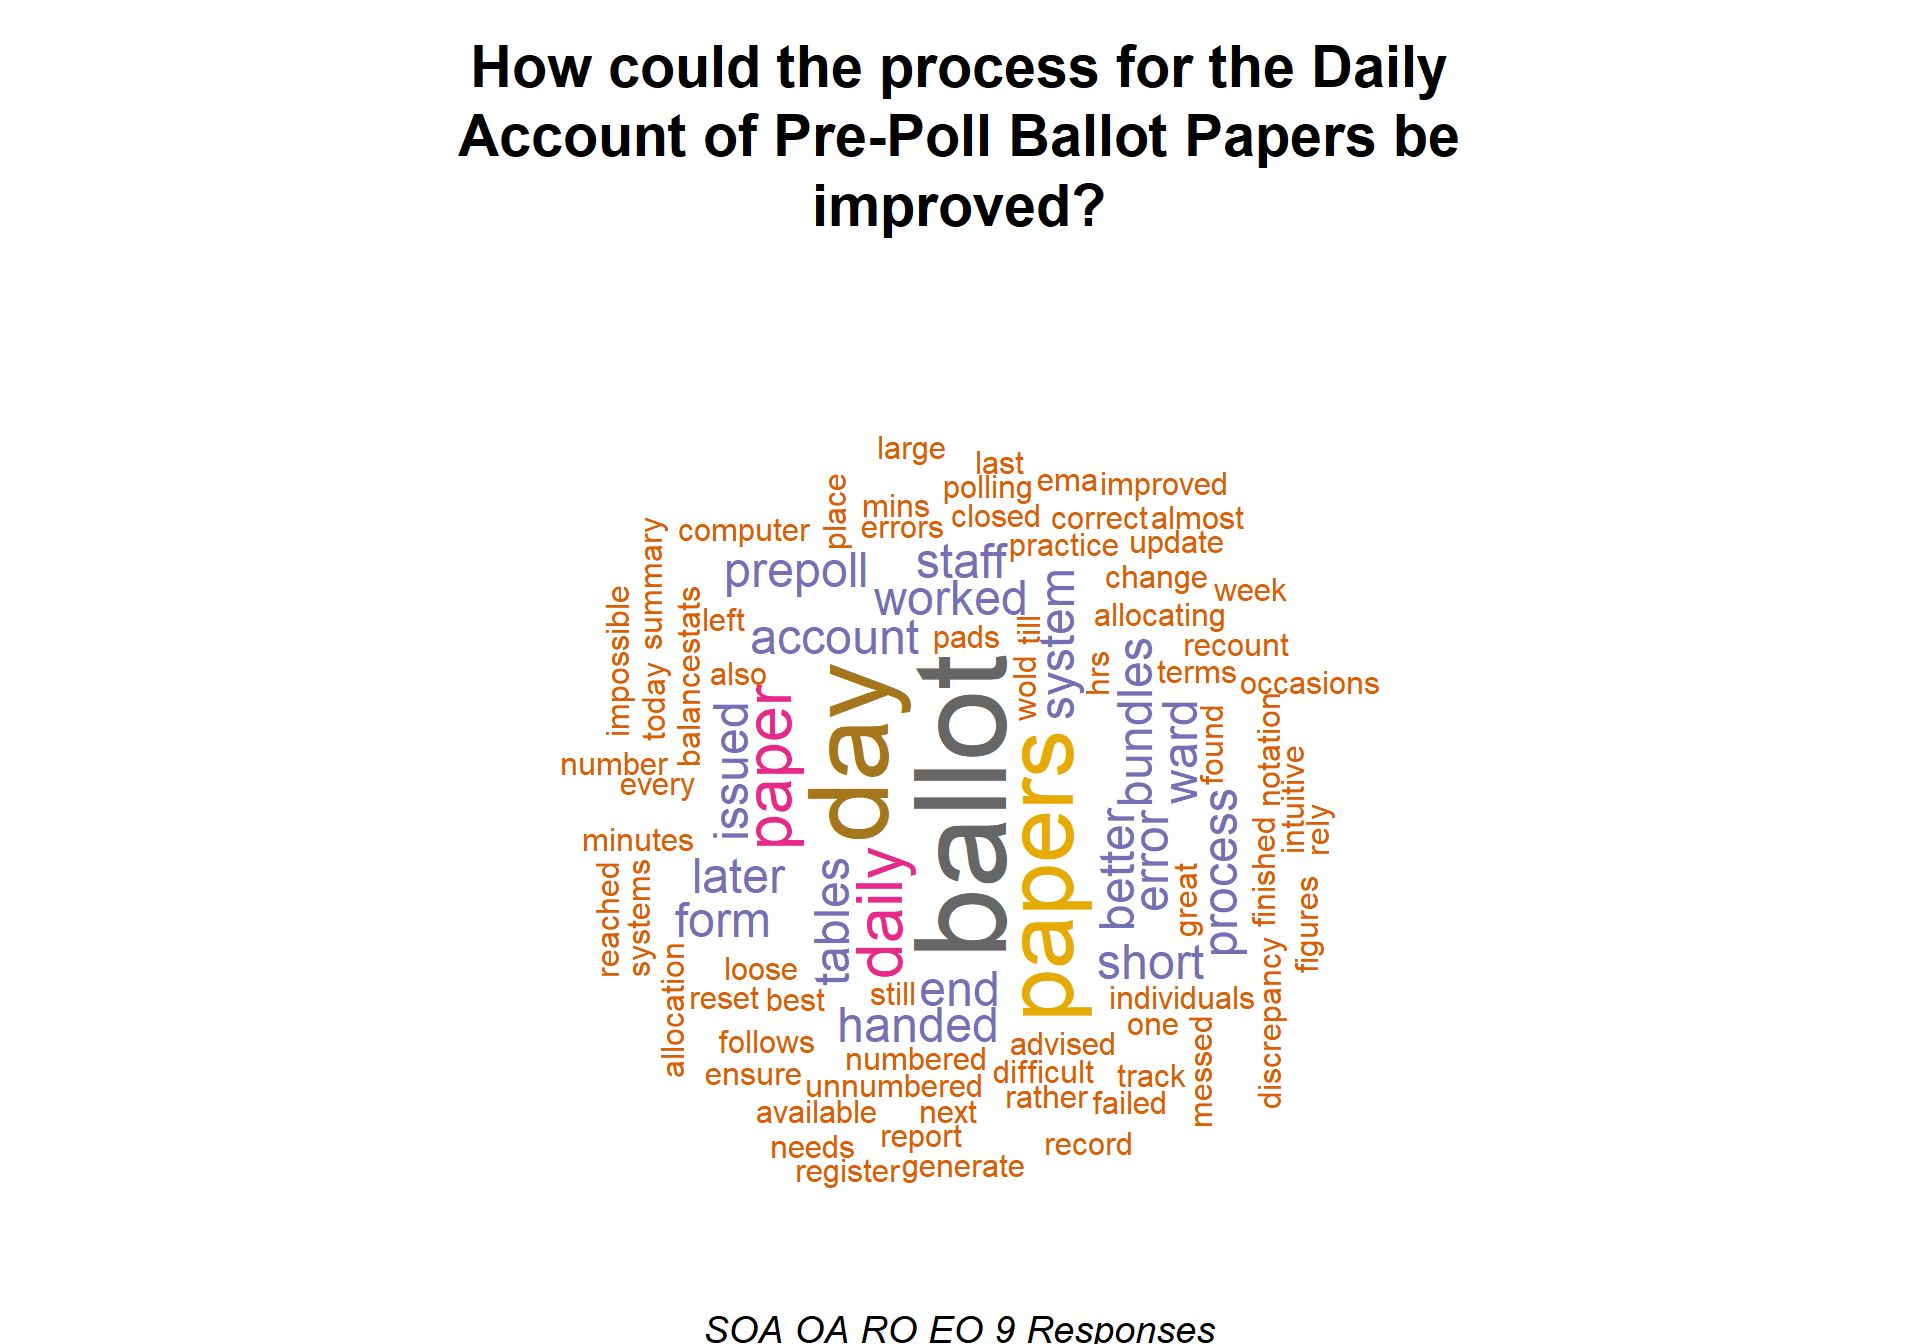 How could the process for the Daily
Account of Pre-Poll Ballot Papers be
improved?
large
last
polling
ema
improved
place
mins
errors
closed
correct
almost
computer
practice
update
summary
prepoll
staff
worked
system
change
week
impossible
stats
left
account
pads
till
allocating
recount
today
balance
also
wold
hrs
terms
occasions
issued
paper
day
ballot
papers
bundles
ward
found
notation
number
every
intuitive
minutes
later
form
tables
daily
better
error
great
process
finished
rely
reached
systems
figures
loose
short
allocation
reset
best
still
end
individuals
discrepancy
handed
one
follows
numbered
advised
messed
ensure
unnumbered
difficult
track
available
next
rather
failed
needs
report
record
register
generate
SOA OA RO EO 9 Responses